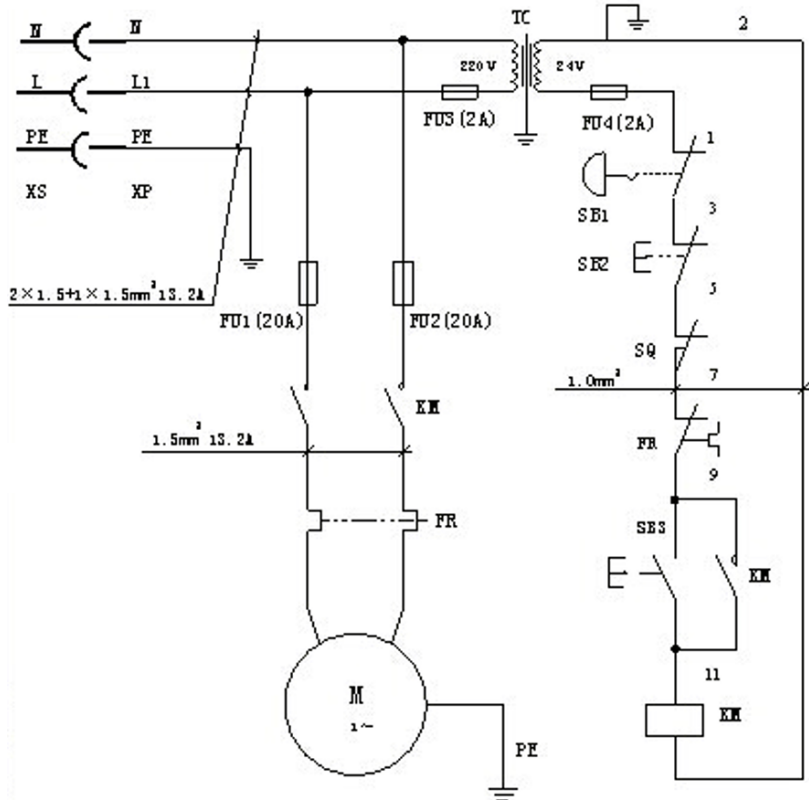 N N TC 2
220V 24V
L L1
FU3(2A) FU4(2A)
PE PE
1
XS XP
SB1 3
SB2
2×1.5+1×1.5mm² 13.2A
5
FU1(20A) FU2(20A)
SQ
1.0mm² 7
KM
1.5mm² 13.2A
FR
9
FR
SB3
KM
11
M
1~
KM
PE